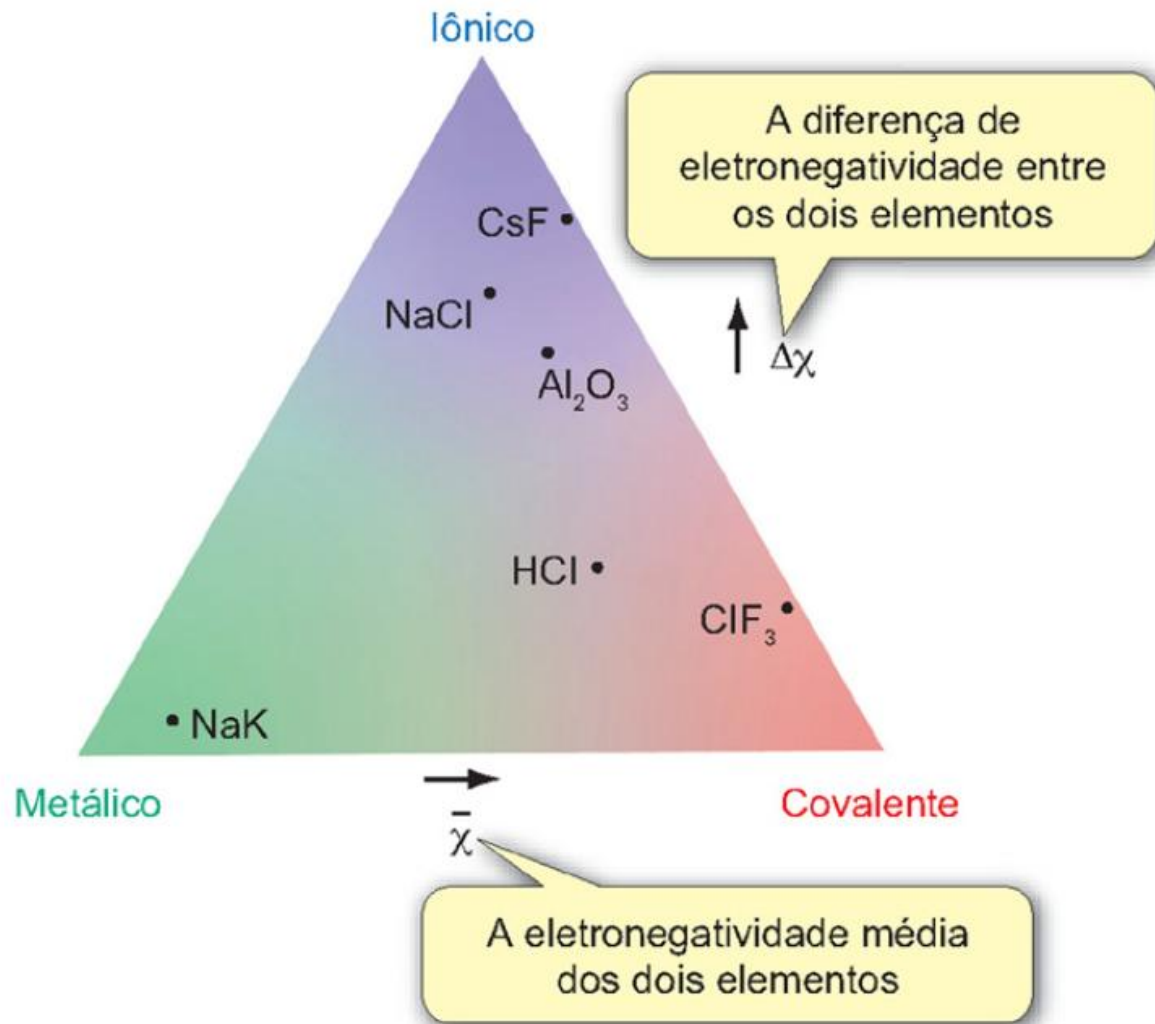 Iônico
A diferença de
eletronegatividade entre
os dois elementos
CsF
NaCl
Δχ
Al₂O₃
HCl
ClF₃
NaK
Metálico
Covalente
χ̄
A eletronegatividade média
dos dois elementos